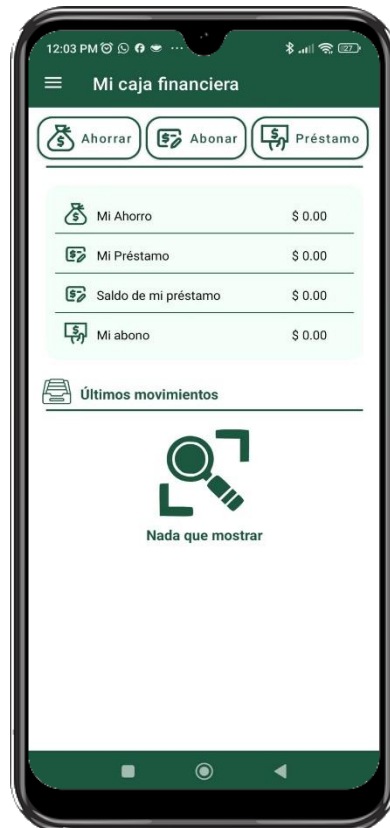 12:03 PM
27
Mi caja financiera
Ahorrar
Abonar
Préstamo
Mi Ahorro $ 0.00
Mi Préstamo $ 0.00
Saldo de mi préstamo $ 0.00
Mi abono $ 0.00
Últimos movimientos
Nada que mostrar